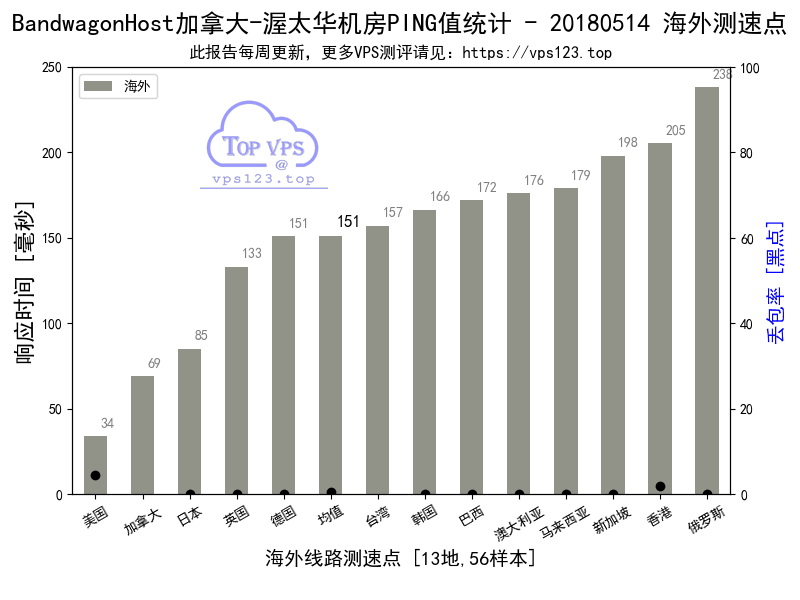 BandwagonHost加拿大-渥太华机房PING值统计 - 20180514 海外测速点
此报告每周更新, 更多VPS测评请见: https://vps123.top
海外
TOP VPS
@
vps123.top
响应时间 [毫秒]
250
200
150
100
50
0
34
69
85
133
151
151
157
166
172
176
179
198
205
238
100
80
60
40
20
0
丢包率 [黑点]
美国
加拿大
日本
英国
德国
均值
台湾
韩国
巴西
澳大利亚
马来西亚
新加坡
香港
俄罗斯
海外线路测速点 [13地,56样本]